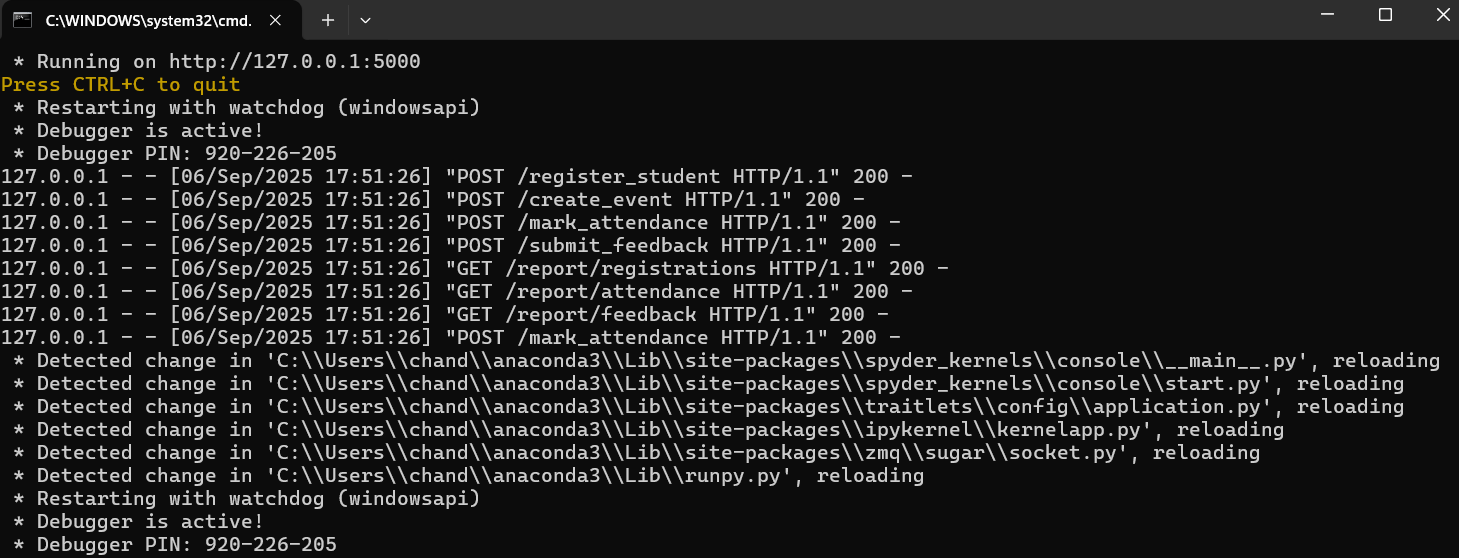 C:\WINDOWS\system32\cmd.
* Running on http://127.0.0.1:5000
Press CTRL+C to quit
* Restarting with watchdog (windowsapi)
* Debugger is active!
* Debugger PIN: 920-226-205
127.0.0.1 - - [06/Sep/2025 17:51:26] "POST /register_student HTTP/1.1" 200 -
127.0.0.1 - - [06/Sep/2025 17:51:26] "POST /create_event HTTP/1.1" 200 -
127.0.0.1 - - [06/Sep/2025 17:51:26] "POST /mark_attendance HTTP/1.1" 200 -
127.0.0.1 - - [06/Sep/2025 17:51:26] "POST /submit_feedback HTTP/1.1" 200 -
127.0.0.1 - - [06/Sep/2025 17:51:26] "GET /report/registrations HTTP/1.1" 200 -
127.0.0.1 - - [06/Sep/2025 17:51:26] "GET /report/attendance HTTP/1.1" 200 -
127.0.0.1 - - [06/Sep/2025 17:51:26] "GET /report/feedback HTTP/1.1" 200 -
127.0.0.1 - - [06/Sep/2025 17:51:26] "POST /mark_attendance HTTP/1.1" 200 -
* Detected change in 'C:\\Users\\chand\\anaconda3\\Lib\\site-packages\\spyder_kernels\\console\\__main__.py', reloading
* Detected change in 'C:\\Users\\chand\\anaconda3\\Lib\\site-packages\\spyder_kernels\\console\\start.py', reloading
* Detected change in 'C:\\Users\\chand\\anaconda3\\Lib\\site-packages\\traitlets\\config\\application.py', reloading
* Detected change in 'C:\\Users\\chand\\anaconda3\\Lib\\site-packages\\ipykernel\\kernelapp.py', reloading
* Detected change in 'C:\\Users\\chand\\anaconda3\\Lib\\site-packages\\zmq\\sugar\\socket.py', reloading
* Detected change in 'C:\\Users\\chand\\anaconda3\\Lib\\runpy.py', reloading
* Restarting with watchdog (windowsapi)
* Debugger is active!
* Debugger PIN: 920-226-205